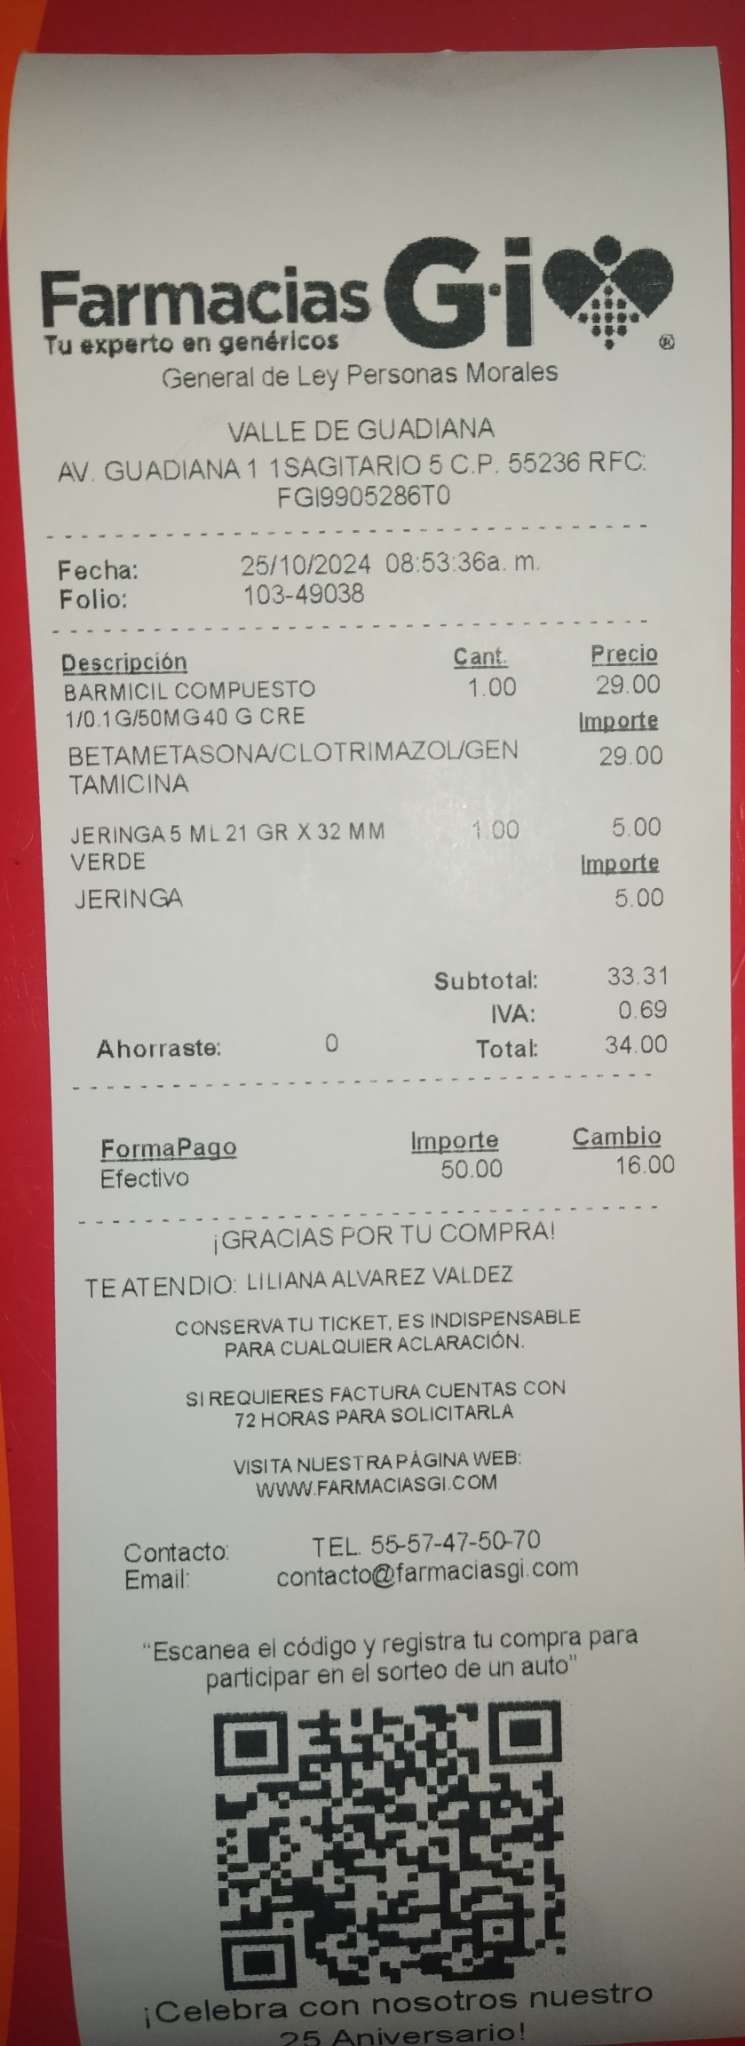 Farmacias G·i
Tu experto en genéricos ®
General de Ley Personas Morales
VALLE DE GUADIANA
AV. GUADIANA 1 1SAGITARIO 5 C.P. 55236 RFC:
FGI9905286T0
Fecha: 25/10/2024 08:53:36a. m.
Folio: 103-49038
Descripción Cant. Precio
BARMICIL COMPUESTO 1.00 29.00
1/0.1G/50MG40 G CRE Importe
BETAMETASONA/CLOTRIMAZOL/GEN 29.00
TAMICINA
JERINGA 5 ML 21 GR X 32 MM 1.00 5.00
VERDE Importe
JERINGA 5.00
Subtotal: 33.31
IVA: 0.69
Ahorraste: 0 Total: 34.00
FormaPago Importe Cambio
Efectivo 50.00 16.00
¡GRACIAS POR TU COMPRA!
TE ATENDIO: LILIANA ALVAREZ VALDEZ
CONSERVA TU TICKET, ES INDISPENSABLE
PARA CUALQUIER ACLARACIÓN.
SI REQUIERES FACTURA CUENTAS CON
72 HORAS PARA SOLICITARLA
VISITA NUESTRA PÁGINA WEB:
WWW.FARMACIASGI.COM
Contacto: TEL. 55-57-47-50-70
Email: contacto@farmaciasgi.com
“Escanea el código y registra tu compra para
participar en el sorteo de un auto”
¡Celebra con nosotros nuestro
25 Aniversario!